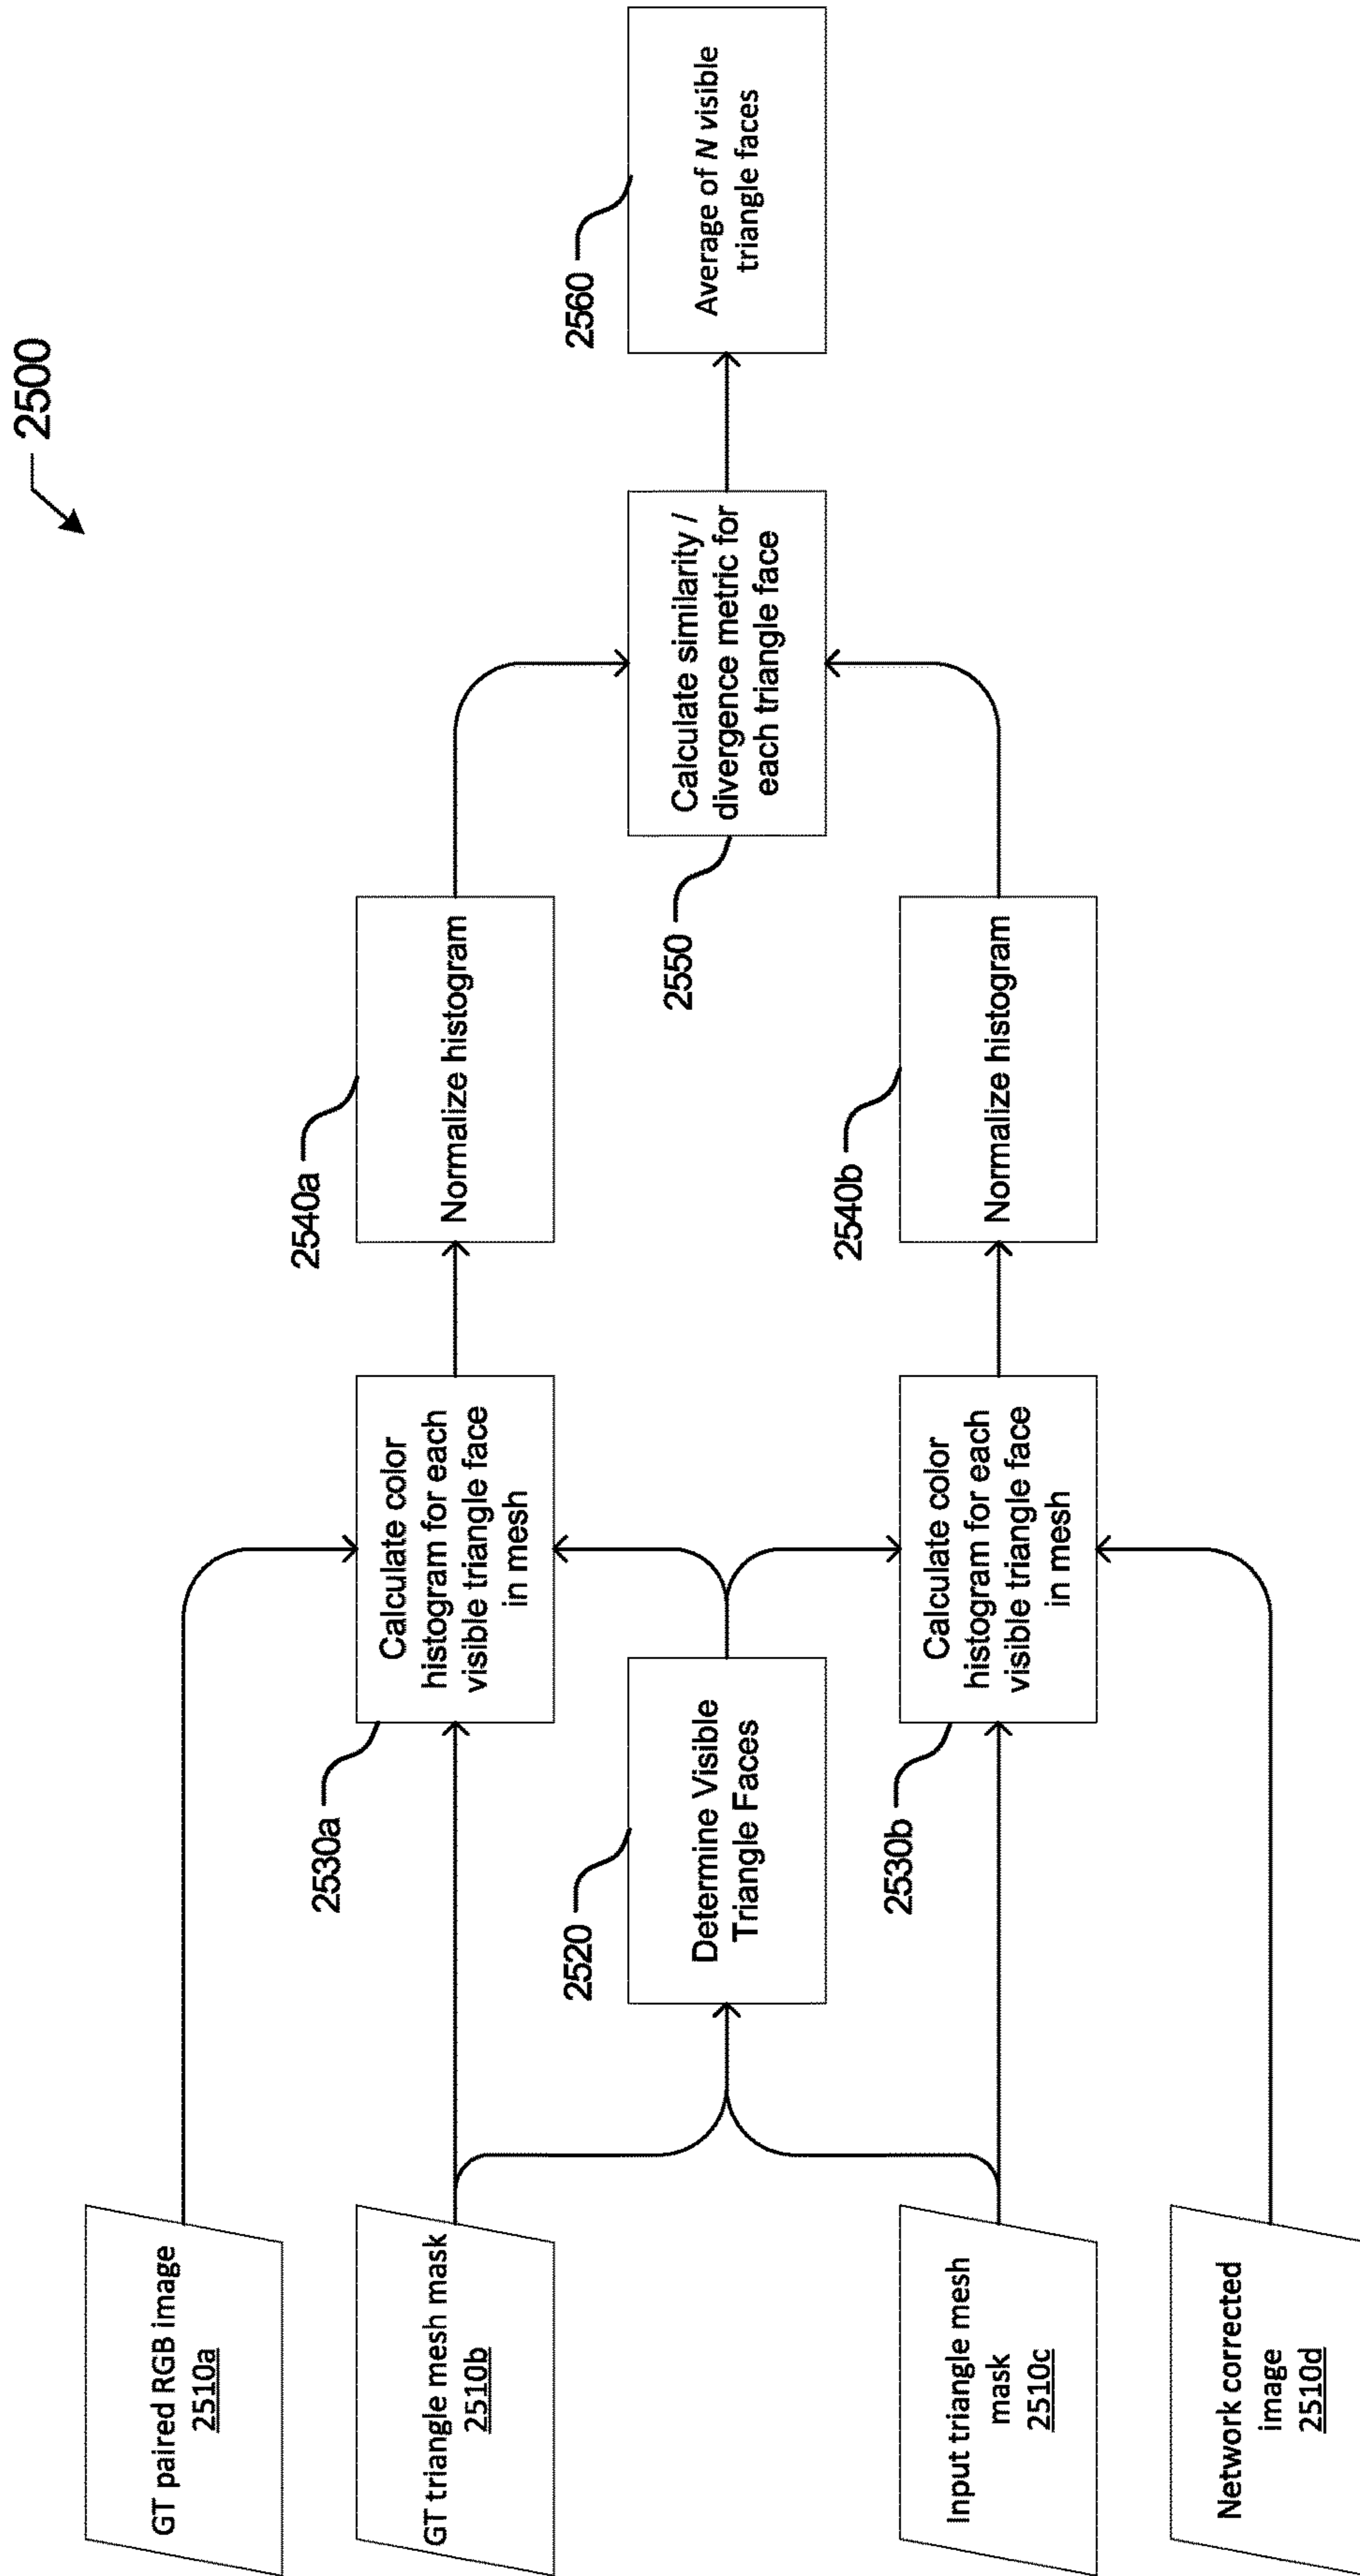 2500
GT paired RGB image
2510a
GT triangle mesh mask
2510b
Input triangle mesh
mask
2510c
Network corrected
image
2510d
2520
Determine Visible
Triangle Faces
2530a
Calculate color
histogram for each
visible triangle face
in mesh
2530b
Calculate color
histogram for each
visible triangle face
in mesh
2540a
Normalize histogram
2540b
Normalize histogram
2550
Calculate similarity /
divergence metric for
each triangle face
2560
Average of N visible
triangle faces